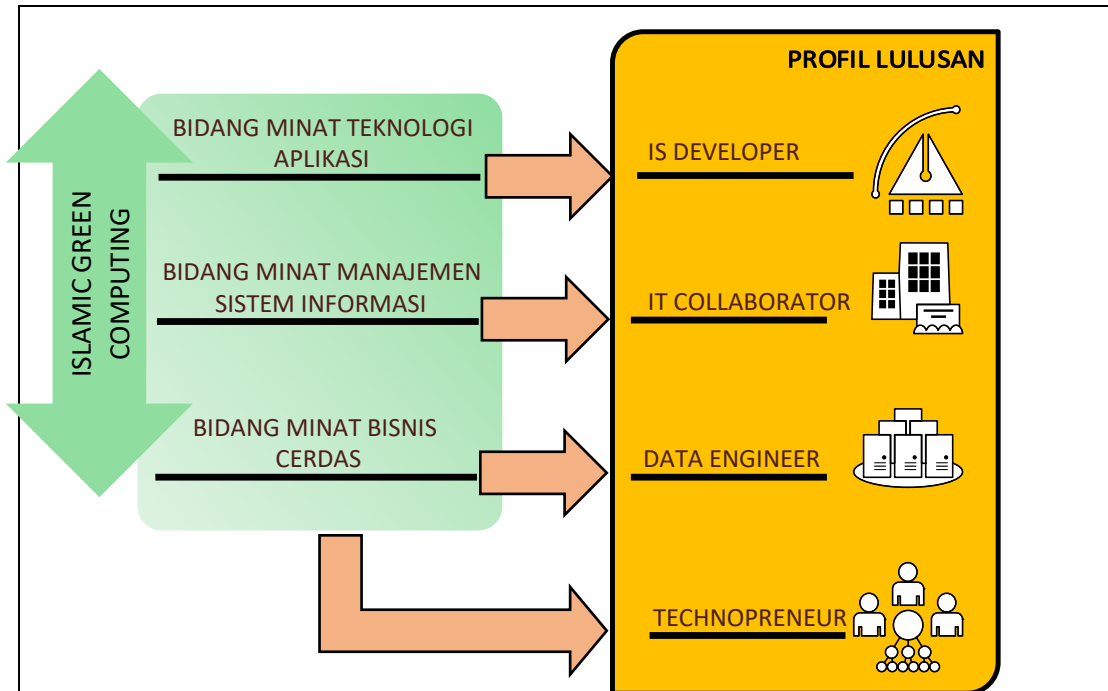 PROFIL LULUSAN
ISLAMIC GREEN
COMPUTING
BIDANG MINAT TEKNOLOGI
APLIKASI
IS DEVELOPER
BIDANG MINAT MANAJEMEN
SISTEM INFORMASI
IT COLLABORATOR
BIDANG MINAT BISNIS
CERDAS
DATA ENGINEER
TECHNOPRENEUR